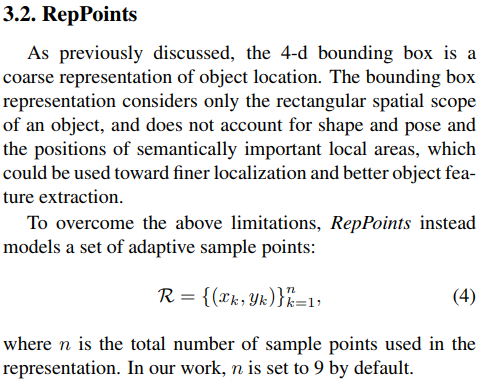 3.2. RepPoints
As previously discussed, the 4-d bounding box is a
coarse representation of object location. The bounding box
representation considers only the rectangular spatial scope
of an object, and does not account for shape and pose and
the positions of semantically important local areas, which
could be used toward finer localization and better object fea-
ture extraction.
To overcome the above limitations, RepPoints instead
models a set of adaptive sample points:
R = {(x_k, y_k)}_{k=1}^n, (4)
where n is the total number of sample points used in the
representation. In our work, n is set to 9 by default.